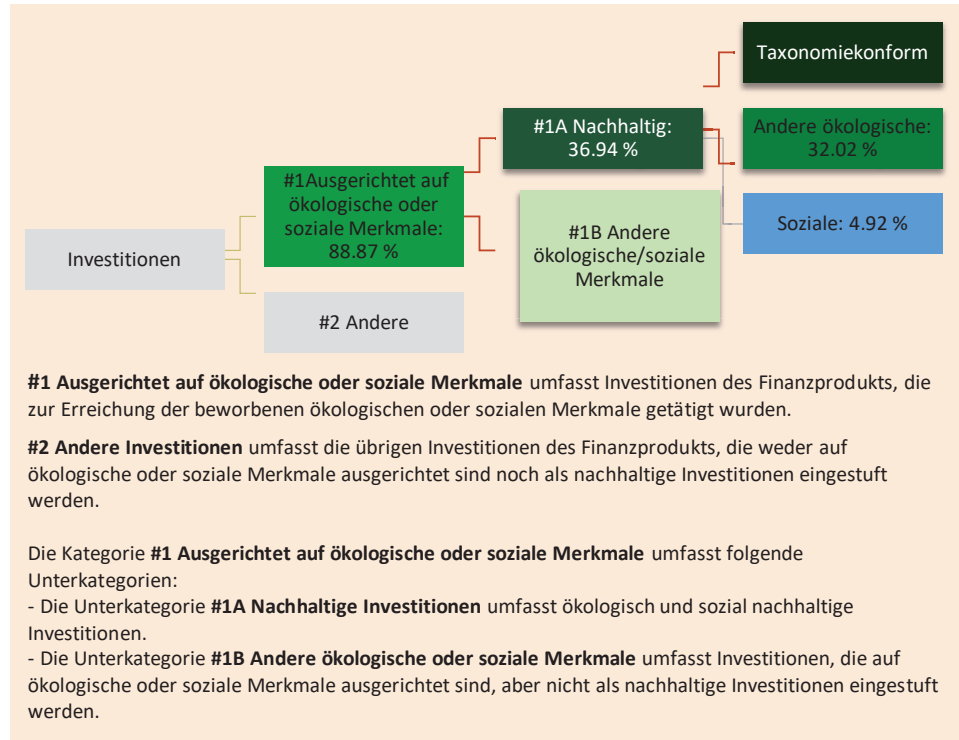 Taxonomiekonform
#1A Nachhaltig:
36.94 %
Andere ökologische:
32.02 %
#1Ausgerichtet auf
ökologische oder
soziale Merkmale:
88.87 %
Soziale: 4.92 %
#1B Andere
ökologische/soziale
Merkmale
Investitionen
#2 Andere
#1 Ausgerichtet auf ökologische oder soziale Merkmale umfasst Investitionen des Finanzprodukts, die
zur Erreichung der beworbenen ökologischen oder sozialen Merkmale getätigt wurden.
#2 Andere Investitionen umfasst die übrigen Investitionen des Finanzprodukts, die weder auf
ökologische oder soziale Merkmale ausgerichtet sind noch als nachhaltige Investitionen eingestuft
werden.
Die Kategorie #1 Ausgerichtet auf ökologische oder soziale Merkmale umfasst folgende
Unterkategorien:
- Die Unterkategorie #1A Nachhaltige Investitionen umfasst ökologisch und sozial nachhaltige
Investitionen.
- Die Unterkategorie #1B Andere ökologische oder soziale Merkmale umfasst Investitionen, die auf
ökologische oder soziale Merkmale ausgerichtet sind, aber nicht als nachhaltige Investitionen eingestuft
werden.